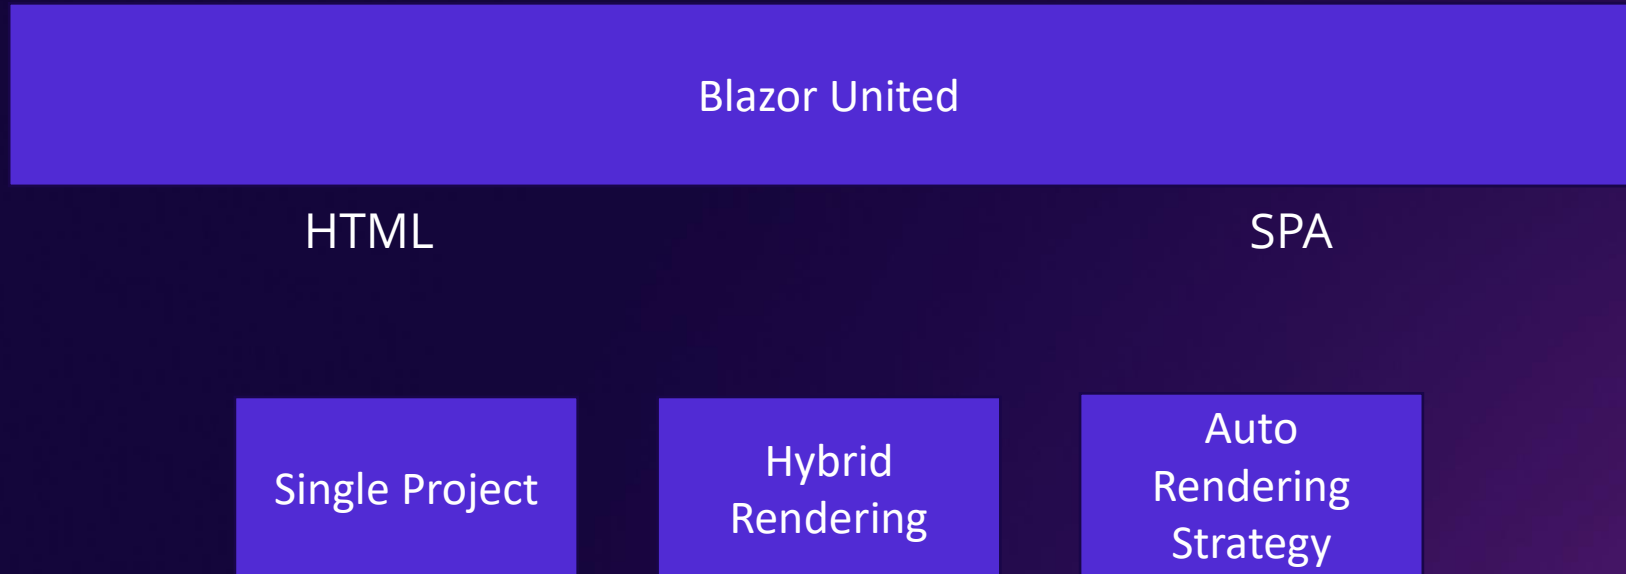 Blazor United
HTML
SPA
Single Project
Hybrid
Rendering
Auto
Rendering
Strategy